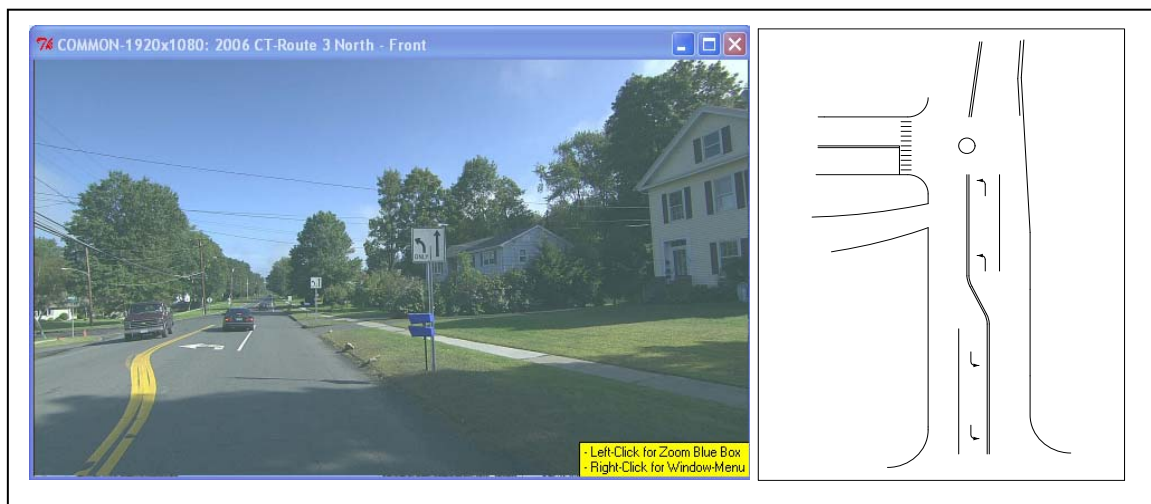 7% COMMON-1920x1080: 2006 CT-Route 3 North - Front
ONLY
- Left-Click for Zoom Blue Box
- Right-Click for Window-Menu